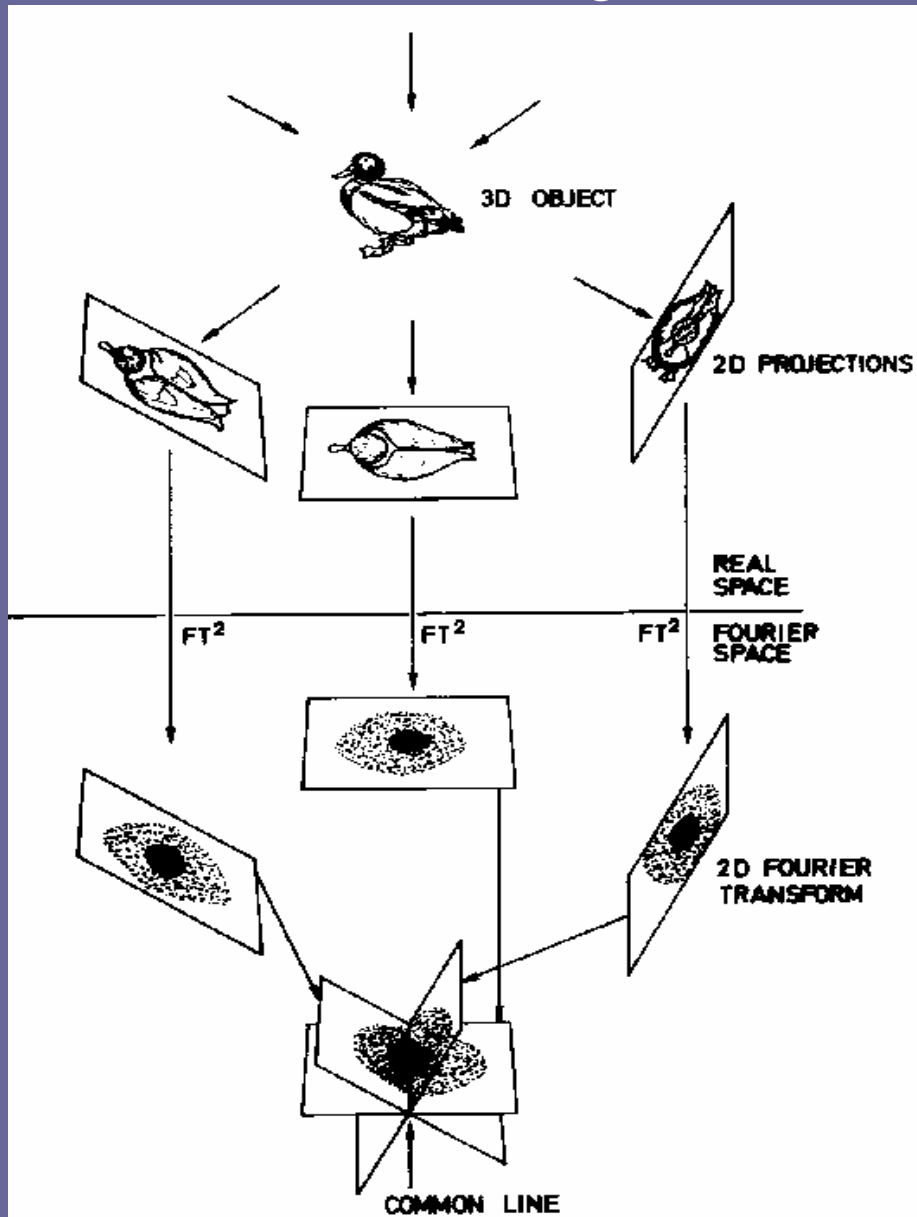 3D OBJECT
2D PROJECTIONS
REAL
SPACE
FT²
FT²
FT²
FOURIER
SPACE
2D FOURIER
TRANSFORM
COMMON LINE